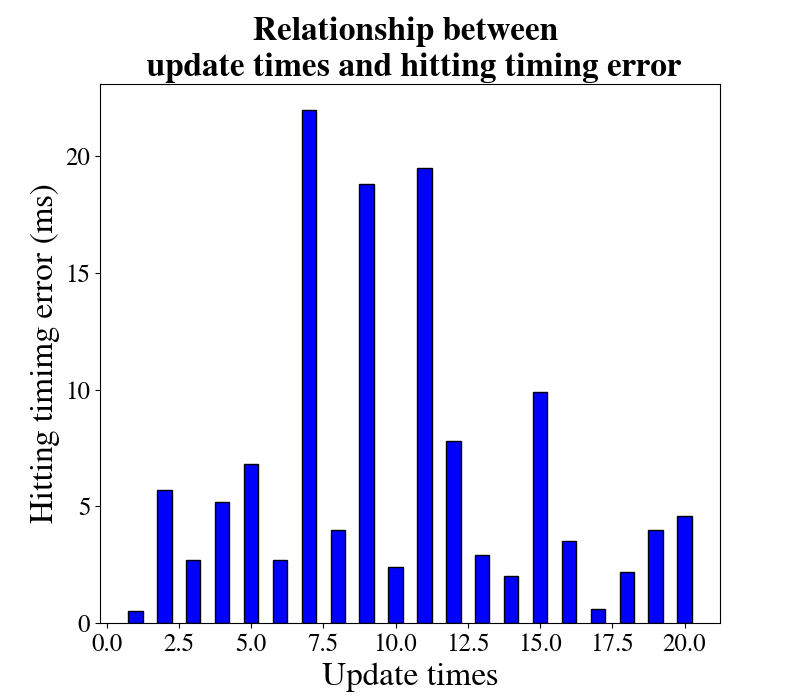 Relationship between
update times and hitting timing error
Hitting timimg error (ms)
20
15
10
5
0
0.0 2.5 5.0 7.5 10.0 12.5 15.0 17.5 20.0
Update times